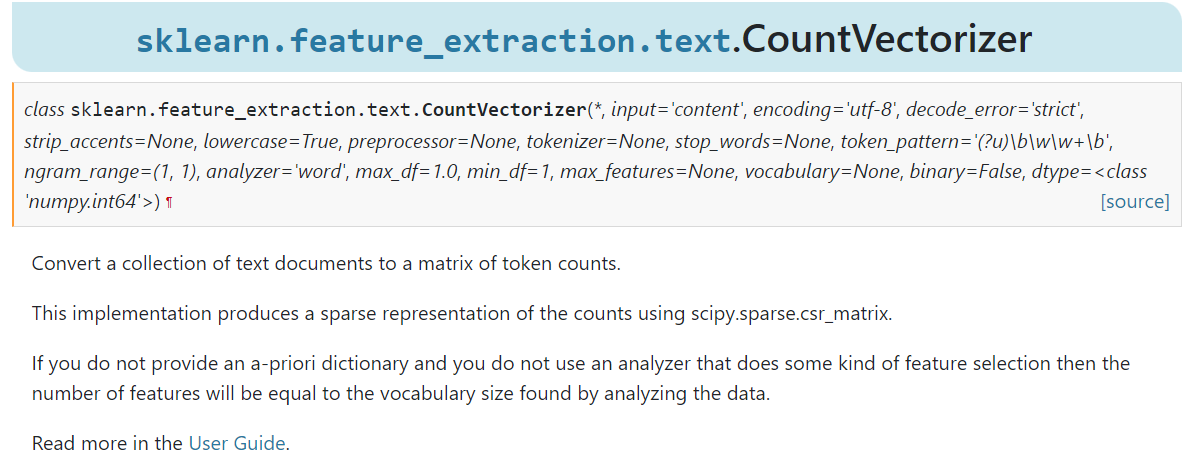 sklearn.feature_extraction.text.CountVectorizer
class sklearn.feature_extraction.text.CountVectorizer(*, input='content', encoding='utf-8', decode_error='strict',
strip_accents=None, lowercase=True, preprocessor=None, tokenizer=None, stop_words=None, token_pattern='(?u)\b\w\w+\b',
ngram_range=(1, 1), analyzer='word', max_df=1.0, min_df=1, max_features=None, vocabulary=None, binary=False, dtype=<class
'numpy.int64'>) ¶ [source]
Convert a collection of text documents to a matrix of token counts.
This implementation produces a sparse representation of the counts using scipy.sparse.csr_matrix.
If you do not provide an a-priori dictionary and you do not use an analyzer that does some kind of feature selection then the
number of features will be equal to the vocabulary size found by analyzing the data.
Read more in the User Guide.